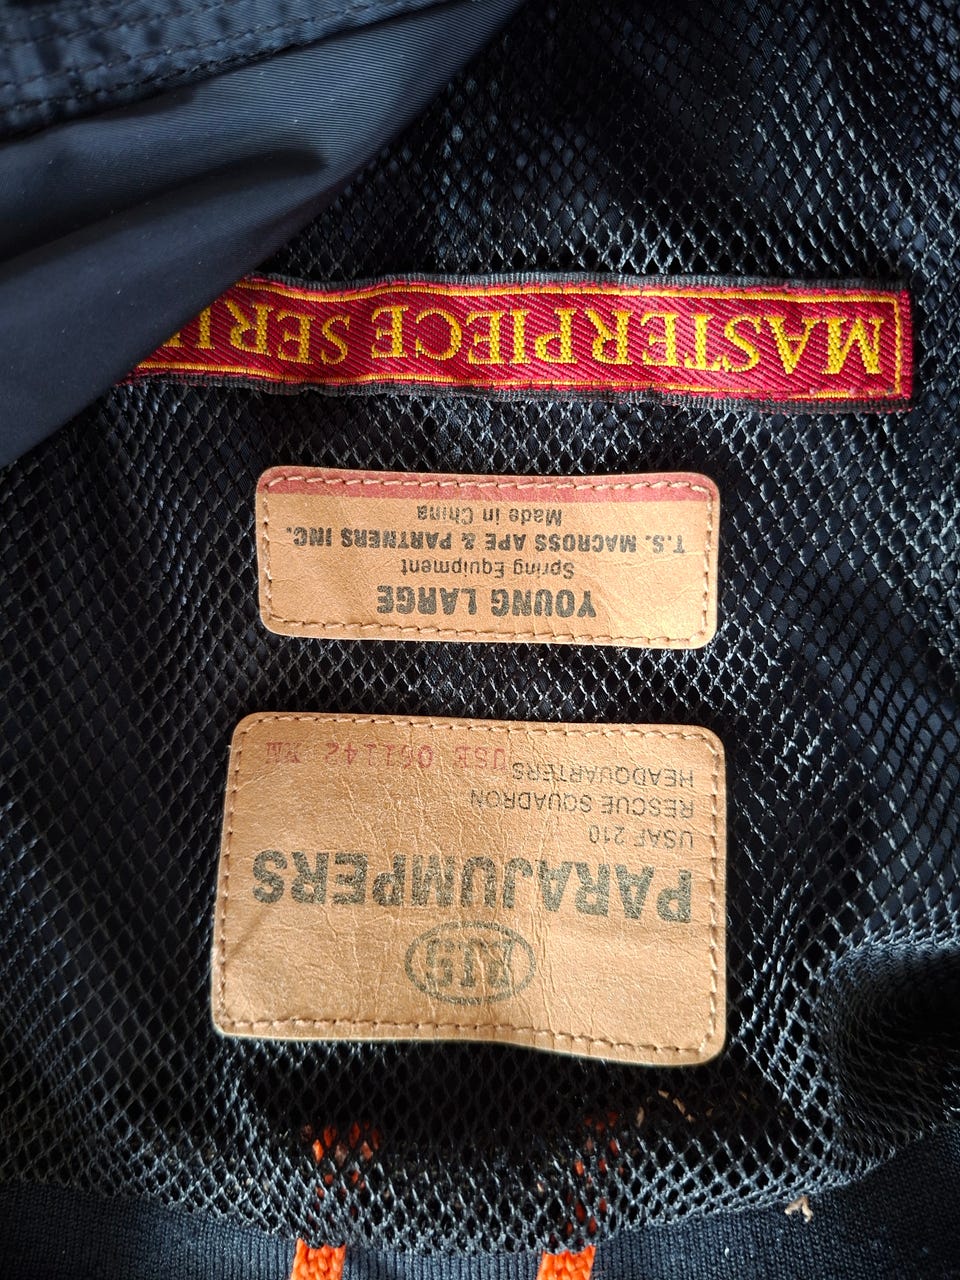 P.J.S
PARAJUMPERS
USAF 210
RESCUE SQUADRON
HEADQUARTERS
USE 061142
YOUNG LARGE
Spring Equipment
T.S. MACROSS APE & PARTNERS INC.
Made in China
MASTERPIECE SERI